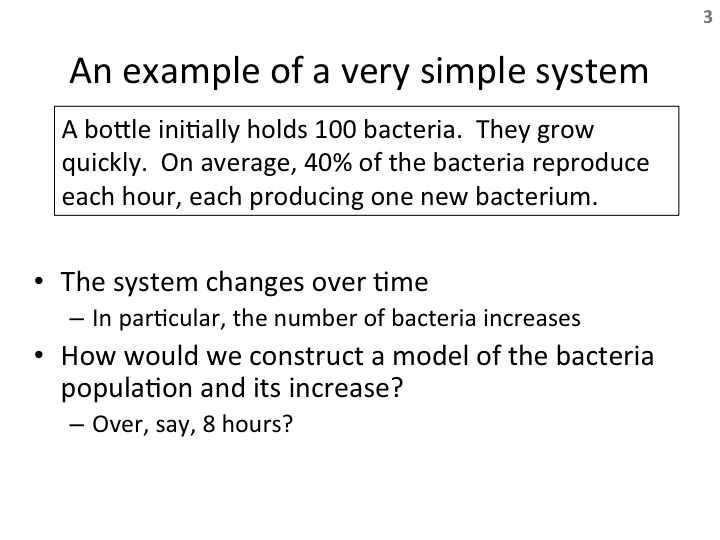 3
An example of a very simple system
A bottle initially holds 100 bacteria.  They grow
quickly.  On average, 40% of the bacteria reproduce
each hour, each producing one new bacterium.
• The system changes over time
– In particular, the number of bacteria increases
• How would we construct a model of the bacteria
population and its increase?
– Over, say, 8 hours?